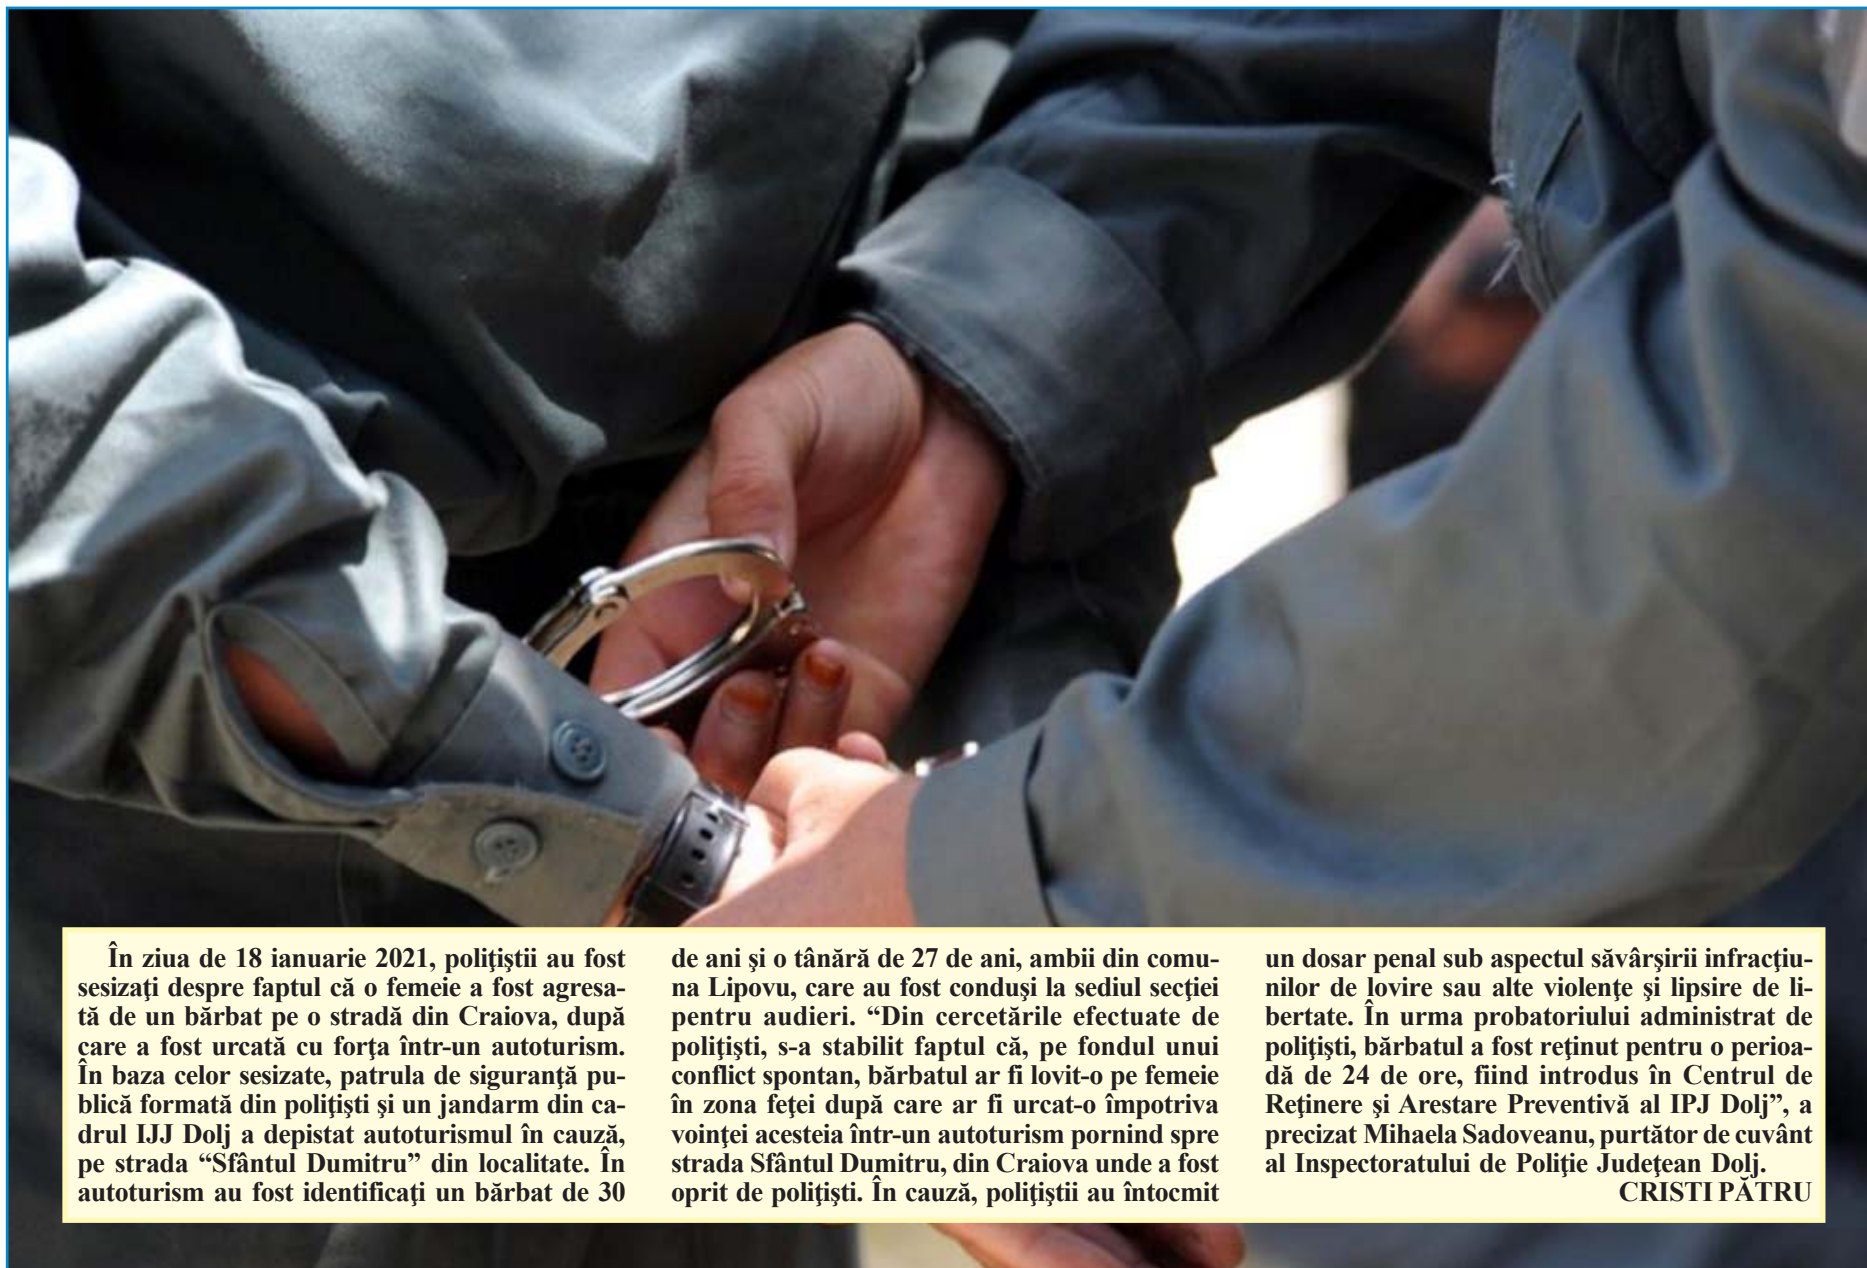 În ziua de 18 ianuarie 2021, poliţiştii au fost
sesizaţi despre faptul că o femeie a fost agresa-
tă de un bărbat pe o stradă din Craiova, după
care a fost urcată cu forţa într-un autoturism.
În baza celor sesizate, patrula de siguranţă pu-
blică formată din poliţişti şi un jandarm din ca-
drul IJJ Dolj a depistat autoturismul în cauză,
pe strada “Sfântul Dumitru” din localitate. În
autoturism au fost identificaţi un bărbat de 30
de ani şi o tânără de 27 de ani, ambii din comu-
na Lipovu, care au fost conduşi la sediul secţiei
pentru audieri. “Din cercetările efectuate de
poliţişti, s-a stabilit faptul că, pe fondul unui
conflict spontan, bărbatul ar fi lovit-o pe femeie
în zona feţei după care ar fi urcat-o împotriva
voinţei acesteia într-un autoturism pornind spre
strada Sfântul Dumitru, din Craiova unde a fost
oprit de poliţişti. În cauză, poliţiştii au întocmit
un dosar penal sub aspectul săvârşirii infracţiu-
nilor de lovire sau alte violenţe şi lipsire de li-
bertate. În urma probatoriului administrat de
poliţişti, bărbatul a fost reţinut pentru o perioa-
dă de 24 de ore, fiind introdus în Centrul de
Reţinere şi Arestare Preventivă al IPJ Dolj”, a
precizat Mihaela Sadoveanu, purtător de cuvânt
al Inspectoratului de Poliţie Judeţean Dolj.
CRISTI PĂTRU